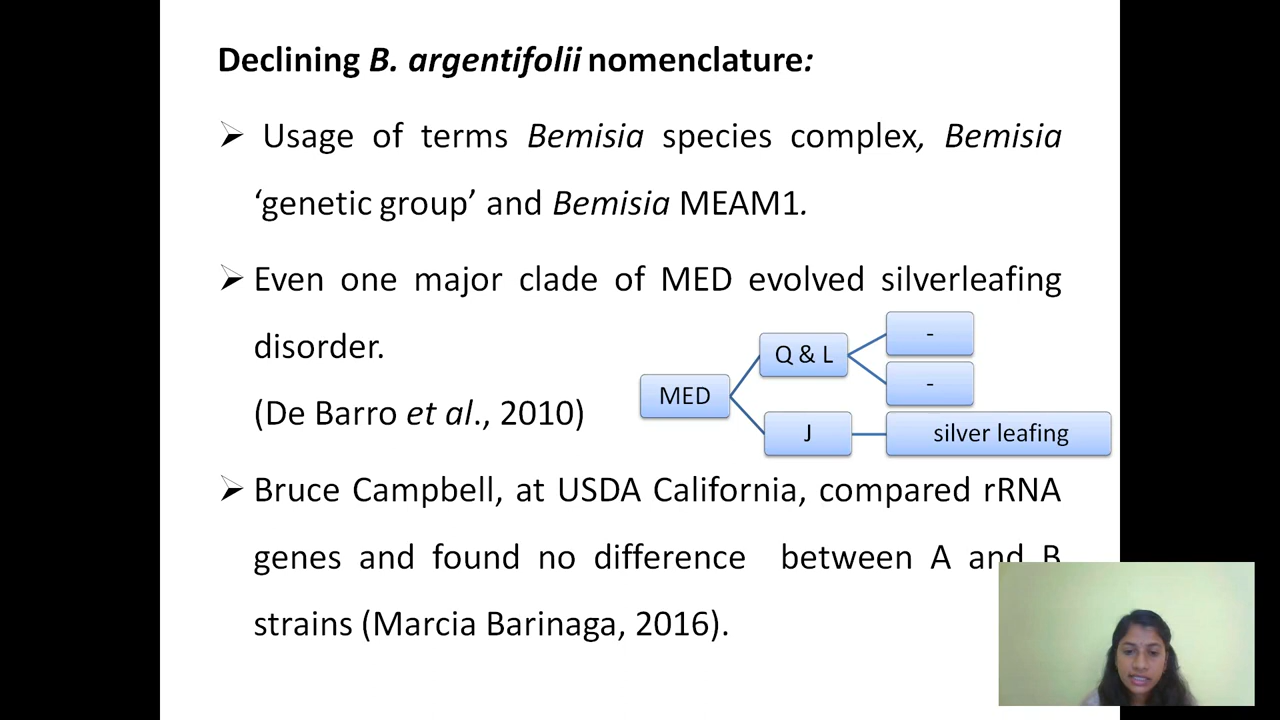 Declining B. argentifolii nomenclature:
➢ Usage of terms Bemisia species complex, Bemisia
‘genetic group’ and Bemisia MEAM1.
➢ Even one major clade of MED evolved silverleafing
disorder.
(De Barro et al., 2010)
MED
Q & L
-
-
J
silver leafing
➢ Bruce Campbell, at USDA California, compared rRNA
genes and found no difference between A and B
strains (Marcia Barinaga, 2016).